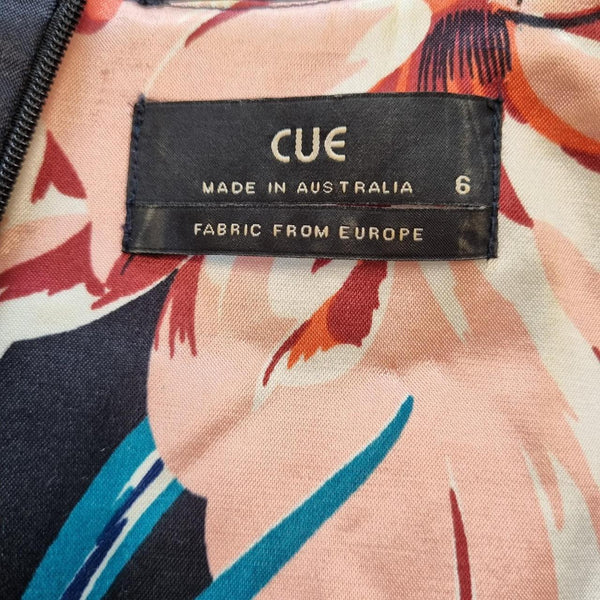 CUE
MADE IN AUSTRALIA 6
FABRIC FROM EUROPE